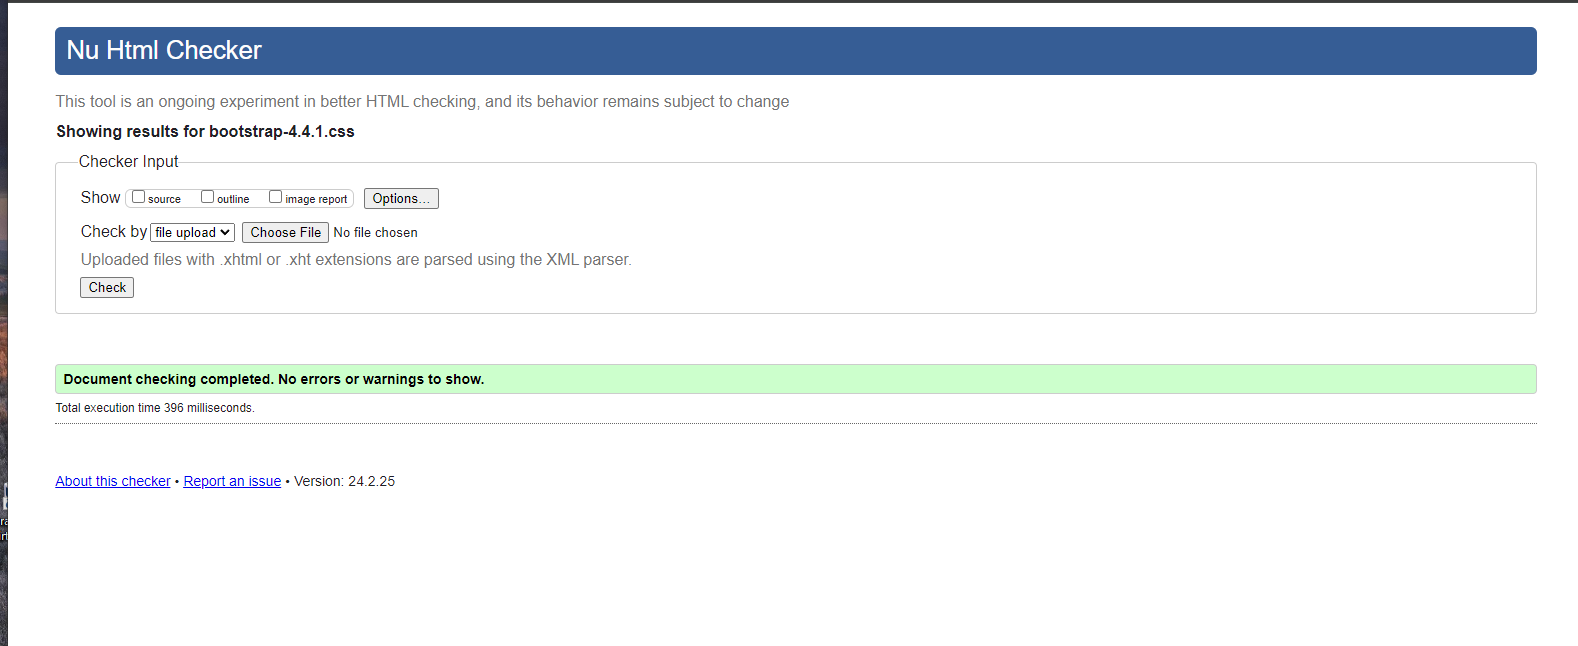 Nu Html Checker
This tool is an ongoing experiment in better HTML checking, and its behavior remains subject to change
Showing results for bootstrap-4.4.1.css
Checker Input
Show source outline image report Options...
Check by file upload Choose File No file chosen
Uploaded files with .xhtml or .xht extensions are parsed using the XML parser.
Check
Document checking completed. No errors or warnings to show.
Total execution time 396 milliseconds.
About this checker • Report an issue • Version: 24.2.25